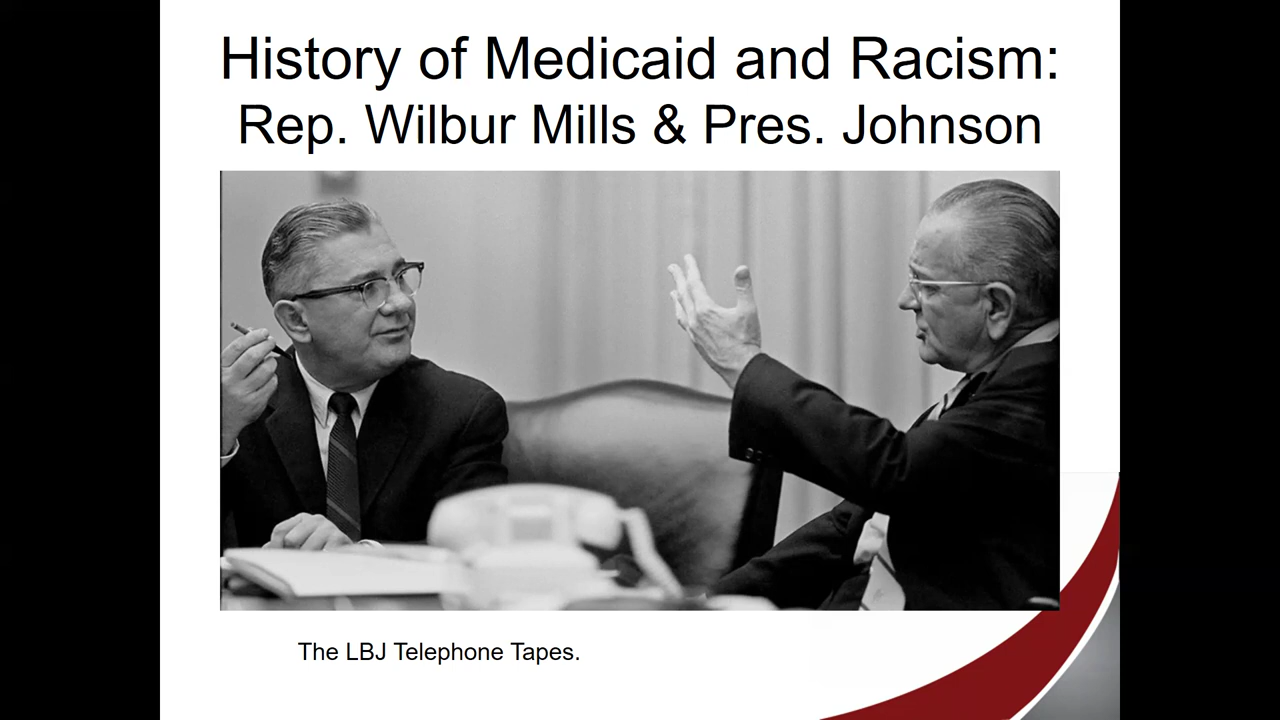 History of Medicaid and Racism:
Rep. Wilbur Mills & Pres. Johnson
The LBJ Telephone Tapes.